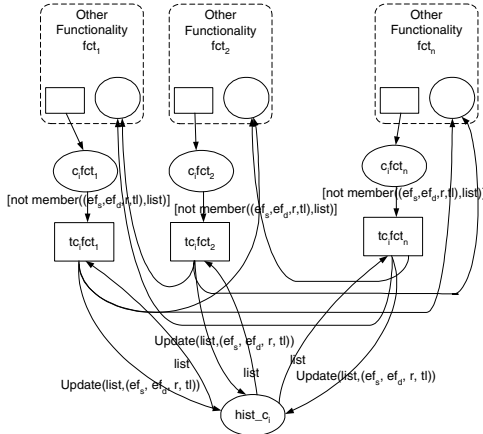 Other
Functionality
fct1
Other
Functionality
fct2
Other
Functionality
fctn
cifct1
cifct2
cifctn
[not member((efs,efd,r,tl),list)]
[not member((efs,efd,r,tl),list)]
[not member((efs,efd,r,tl),list)]
tcifct1
tcifct2
tcifctn
Update(list,(efs, efd, r, tl))
list
list
list
Update(list,(efs, efd, r, tl))
Update(list,(efs, efd, r, tl))
hist_ci